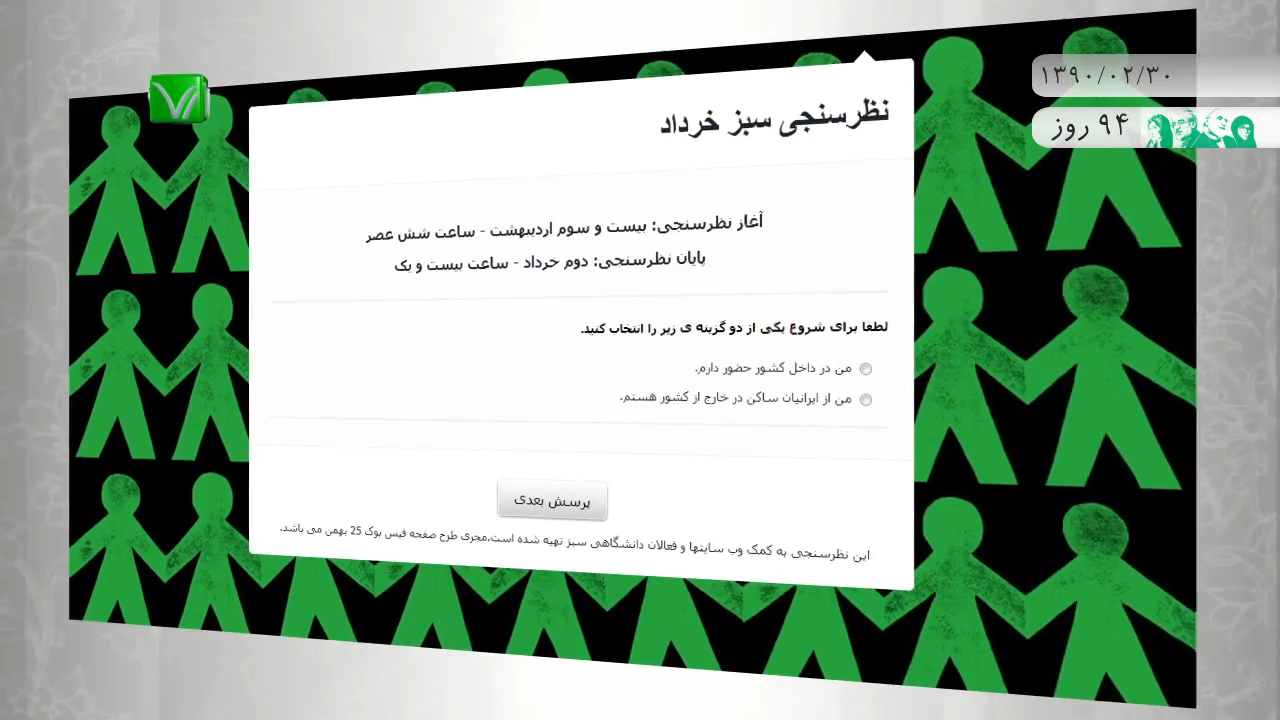 ۱۳۹۰/۰۲/۳۰
۹۴ روز
نظرسنجی سبز خرداد
آغاز نظرسنجی: بیست و سوم اردیبهشت - ساعت شش عصر
پایان نظرسنجی: دوم خرداد - ساعت بیست و یک
لطفا برای شروع یکی از دو گزینه ی زیر را انتخاب کنید.
من در داخل کشور حضور دارم.
من از ایرانیان ساکن در خارج از کشور هستم.
پرسش بعدی
این نظرسنجی به کمک وب سایتها و فعالان دانشگاهی سبز تهیه شده است.مجری طرح صفحه فیس بوک 25 بهمن می باشد.